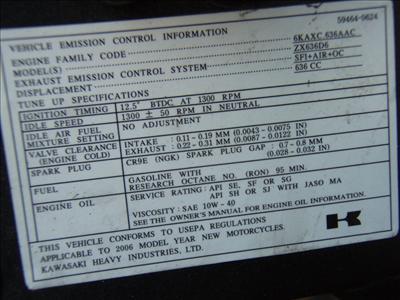 59464-0624
VEHICLE EMISSION CONTROL INFORMATION
ENGINE FAMILY CODE 6KAXC.636AAC
MODEL(S) ZX636D6
EXHAUST EMISSION CONTROL SYSTEM SFI+AIR+OC
DISPLACEMENT 636 CC
TUNE UP SPECIFICATIONS
IGNITION TIMING 12.5° BTDC AT 1300 RPM
IDLE SPEED 1300 ± 50 RPM IN NEUTRAL
IDLE AIR FUEL MIXTURE SETTING NO ADJUSTMENT
VALVE CLEARANCE INTAKE : 0.11-0.19 MM (0.0043-0.0075 IN)
(ENGINE COLD) EXHAUST : 0.22-0.31 MM (0.0087-0.0122 IN)
SPARK PLUG CR9E (NGK) SPARK PLUG GAP : 0.7-0.8 MM
(0.028-0.032 IN)
FUEL GASOLINE WITH
RESEARCH OCTANE NO. (RON) 95 MIN.
ENGINE OIL SERVICE RATING: API SE, SF OR SG
API SH OR SJ WITH JASO MA
VISCOSITY: SAE 10W-40
SEE THE OWNER'S MANUAL FOR ENGINE OIL INFORMATION.
THIS VEHICLE CONFORMS TO USEPA REGULATIONS
APPLICABLE TO 2006 MODEL YEAR NEW MOTORCYCLES.
KAWASAKI HEAVY INDUSTRIES, LTD.
K